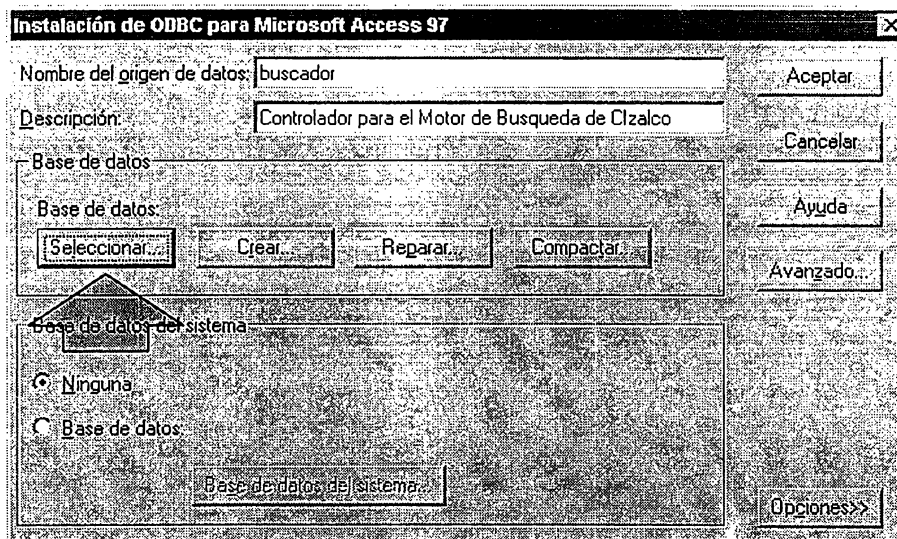 Instalación de ODBC para Microsoft Access 97
Nombre del origen de datos: buscador
Aceptar
Descripción: Controlador para el Motor de Busqueda de CIzalco
Cancelar
Base de datos
Base de datos:
Ayuda
Seleccionar... Crear... Reparar... Compactar...
Avanzado...
Base de datos del sistema
Ninguna
Base de datos:
Base de datos del sistema...
Opciones>>